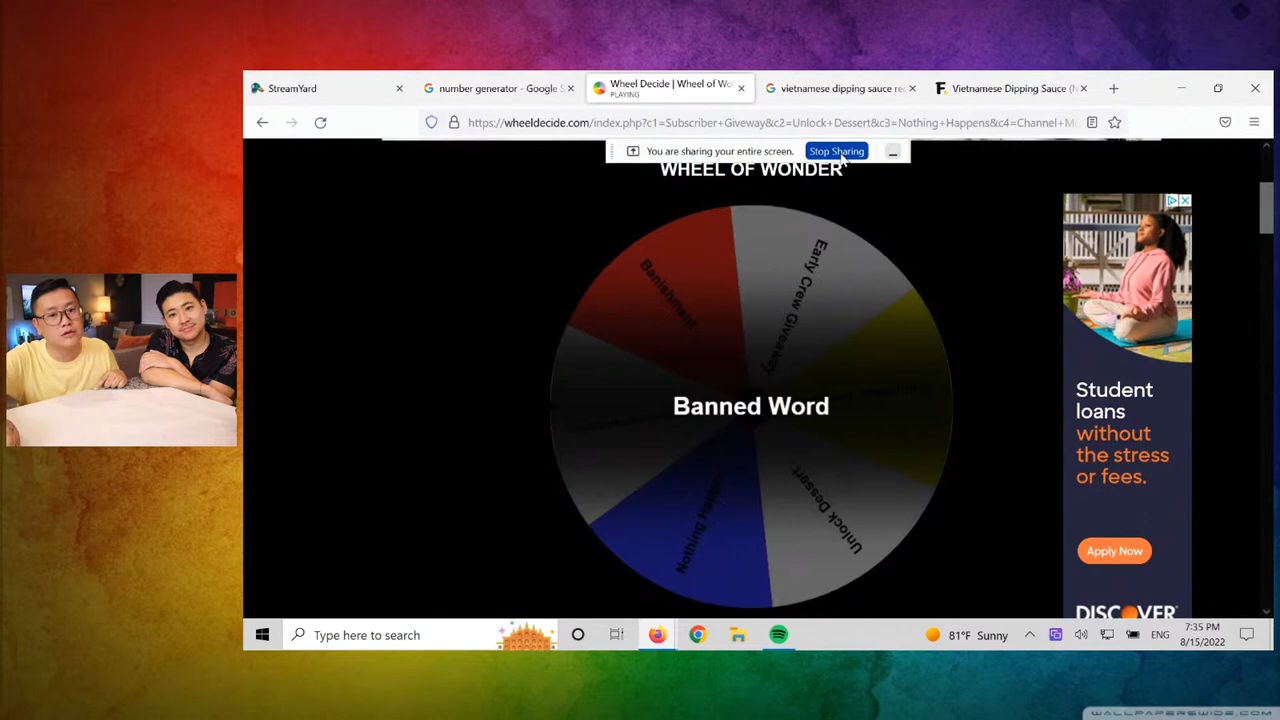 StreamYard
number generator - Google S
Wheel Decide | Wheel of Wo
PLAYING
vietnamese dipping sauce re
Vietnamese Dipping Sauce (
https://wheeldecide.com/index.php?c1=Subscriber+Giveway&c2=Unlock+Dessert&c3=Nothing+Happens&c4=Channel+M
You are sharing your entire screen. Stop Sharing
WHEEL OF WONDER
Early Crew Giveaway
Banishment
Banned Word
Unlock Dessert
Nothing
Student
loans
without
the stress
or fees.
Apply Now
DISCOVER
Type here to search
81°F Sunny
ENG
7:35 PM
8/15/2022
WALLPAPERSWIDE.COM